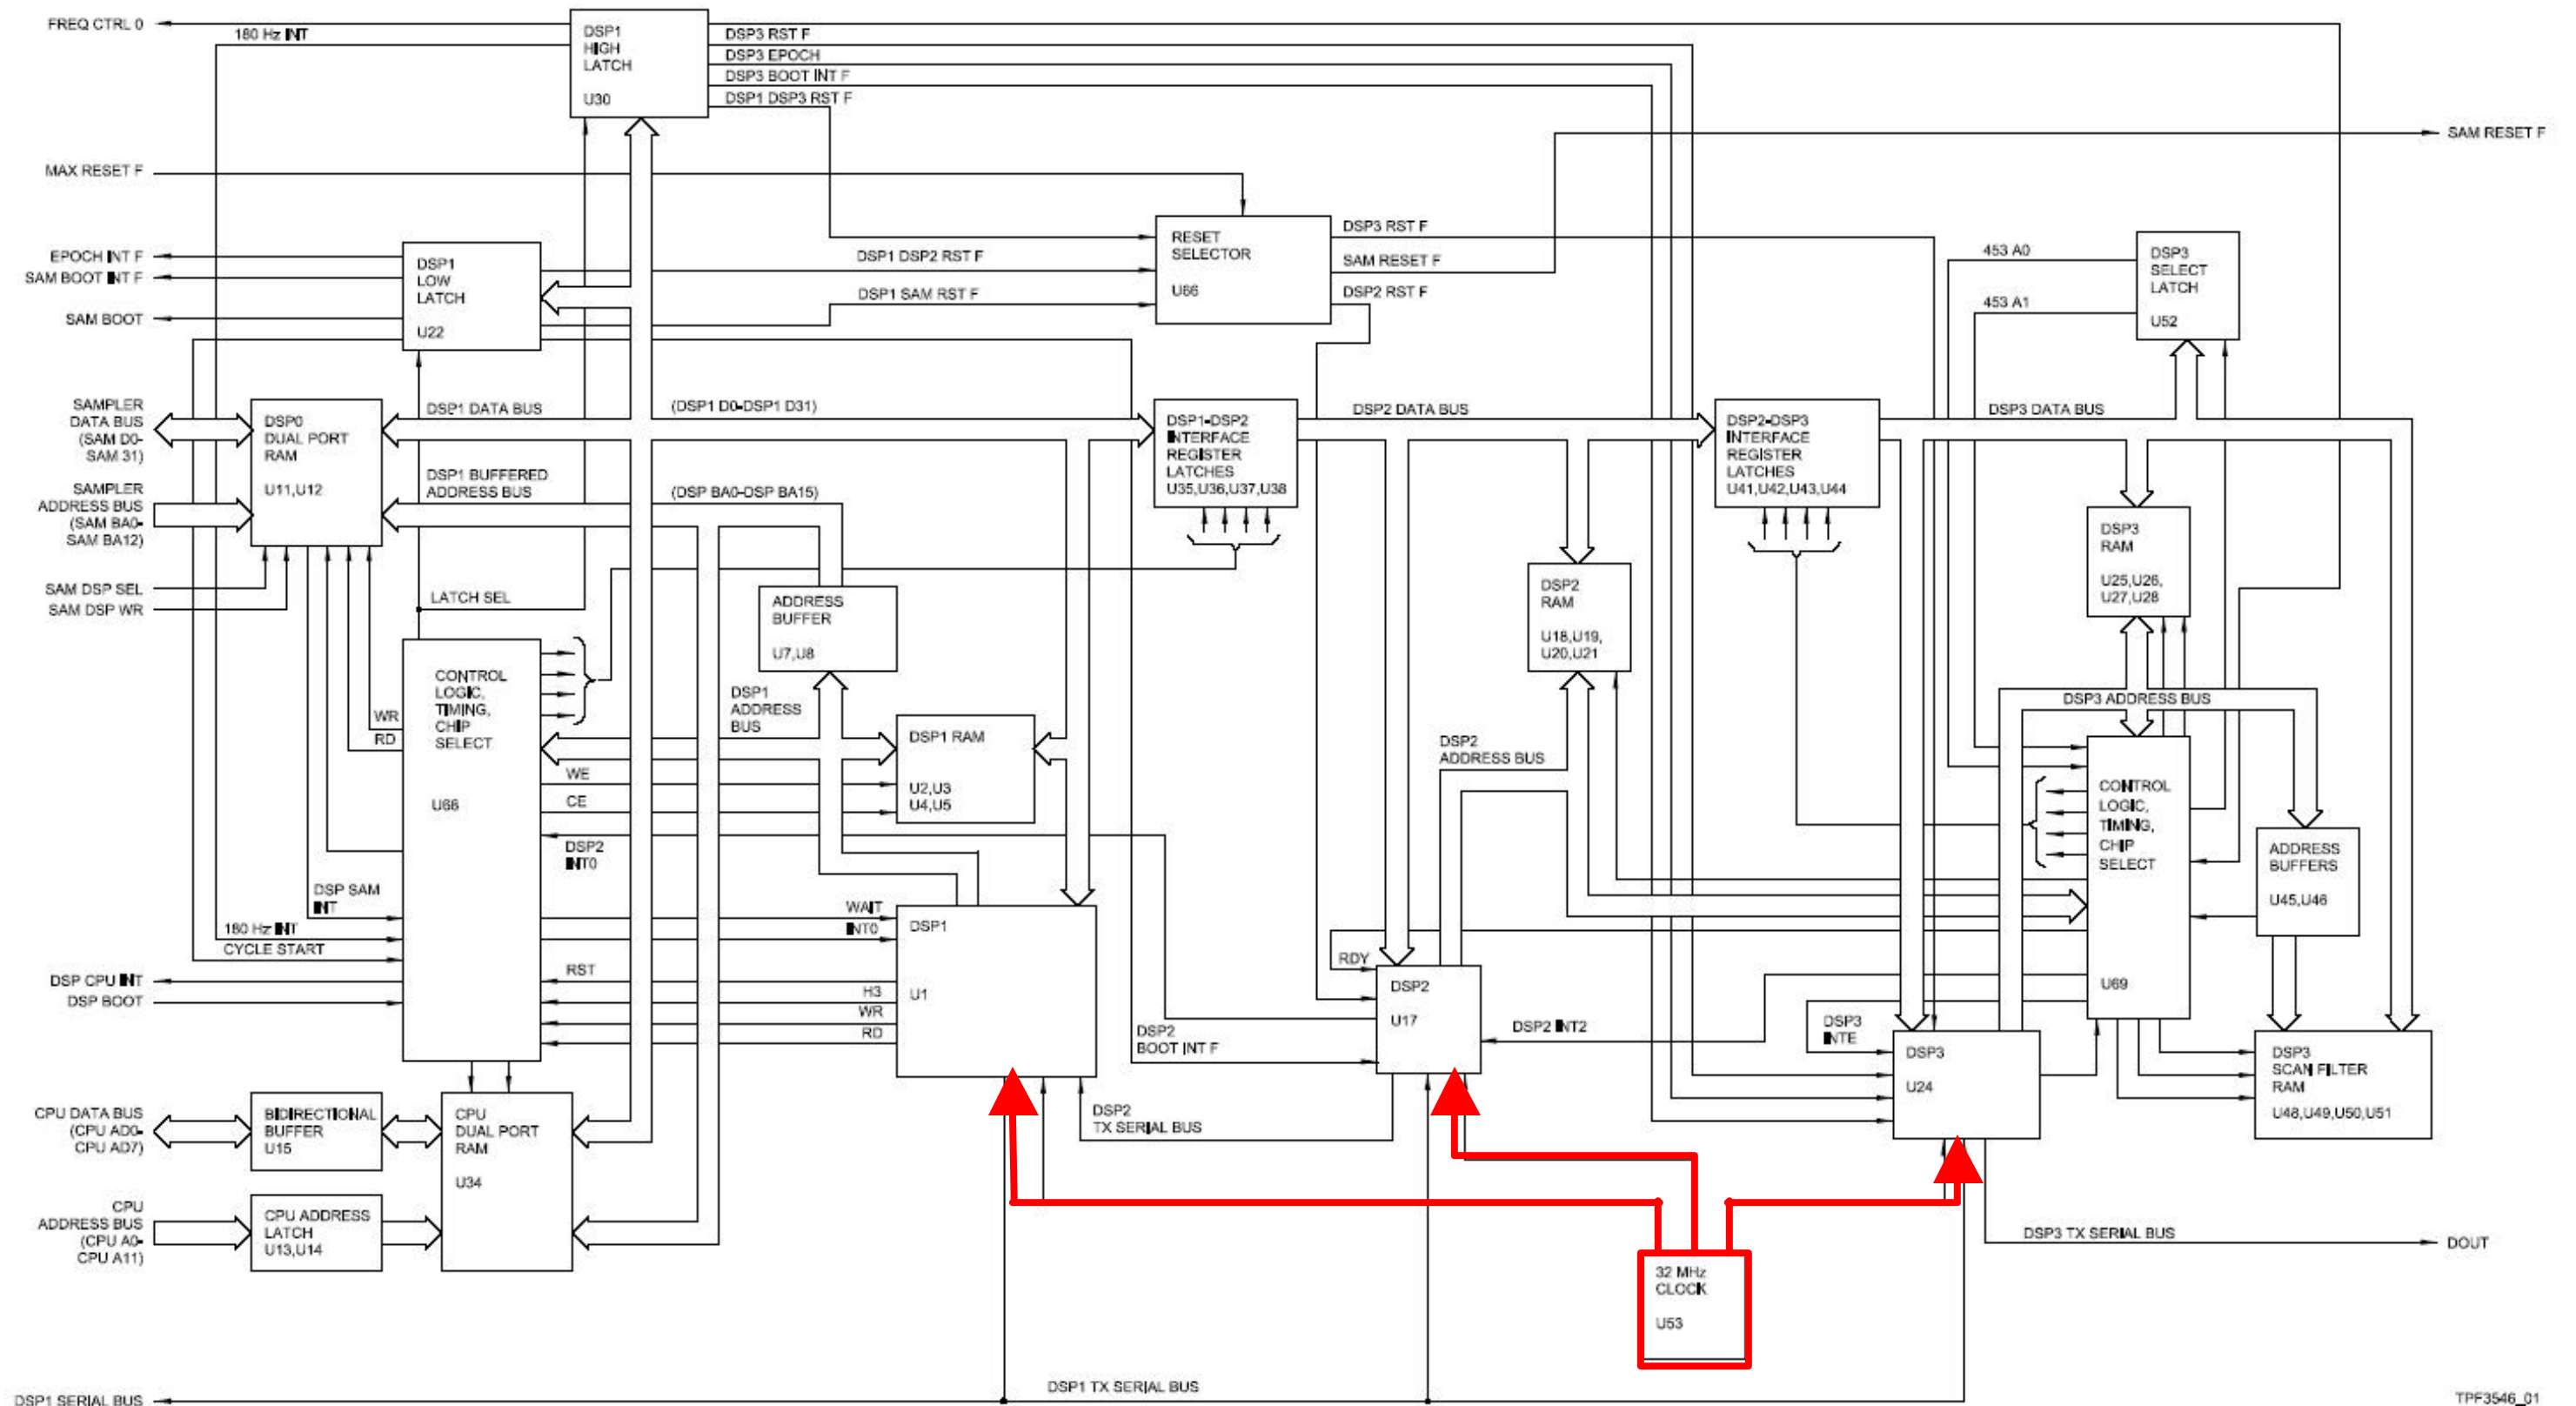 FREQ CTRL 0
180 Hz INT
DSP1
HIGH
LATCH
U30
DSP3 RST F
DSP3 EPOCH
DSP3 BOOT INT F
DSP1 DSP3 RST F
SAM RESET F
MAX RESET F
EPOCH INT F
SAM BOOT INT F
SAM BOOT
DSP1
LOW
LATCH
U22
DSP1 DSP2 RST F
DSP1 SAM RST F
RESET
SELECTOR
U66
DSP3 RST F
SAM RESET F
DSP2 RST F
453 A0
453 A1
DSP3
SELECT
LATCH
U52
SAMPLER
DATA BUS
(SAM D0-
SAM 31)
SAMPLER
ADDRESS BUS
(SAM BA0-
SAM BA12)
DSP0
DUAL PORT
RAM
U11,U12
DSP1 DATA BUS
(DSP1 D0-DSP1 D31)
DSP1 BUFFERED
ADDRESS BUS
(DSP BA0-DSP BA15)
DSP1-DSP2
INTERFACE
REGISTER
LATCHES
U35,U36,U37,U38
DSP2 DATA BUS
DSP2-DSP3
INTERFACE
REGISTER
LATCHES
U41,U42,U43,U44
DSP3 DATA BUS
DSP3
RAM
U25,U26,
U27,U28
SAM DSP SEL
SAM DSP WR
LATCH SEL
ADDRESS
BUFFER
U7,U8
DSP2
RAM
U18,U19,
U20,U21
CONTROL
LOGIC,
TIMING,
CHIP
SELECT
U68
WR
RD
DSP1
ADDRESS
BUS
DSP1 RAM
U2,U3
U4,U5
WE
CE
DSP2
INT0
DSP2
ADDRESS BUS
DSP3 ADDRESS BUS
CONTROL
LOGIC,
TIMING,
CHIP
SELECT
U69
ADDRESS
BUFFERS
U45,U46
DSP SAM
INT
180 Hz INT
CYCLE START
DSP CPU INT
DSP BOOT
WAIT
INT0
RST
H3
WR
RD
DSP1
U1
RDY
DSP2
U17
DSP2
BOOT INT F
DSP2 INT2
DSP3
INTE
DSP3
U24
DSP3
SCAN FILTER
RAM
U48,U49,U50,U51
CPU DATA BUS
(CPU AD0-
CPU AD7)
BIDIRECTIONAL
BUFFER
U15
CPU
DUAL PORT
RAM
U34
DSP2
TX SERIAL BUS
CPU
ADDRESS BUS
(CPU A0-
CPU A11)
CPU ADDRESS
LATCH
U13,U14
DSP3 TX SERIAL BUS
DOUT
32 MHz
CLOCK
U53
DSP1 TX SERIAL BUS
DSP1 SERIAL BUS
TPF3546_01